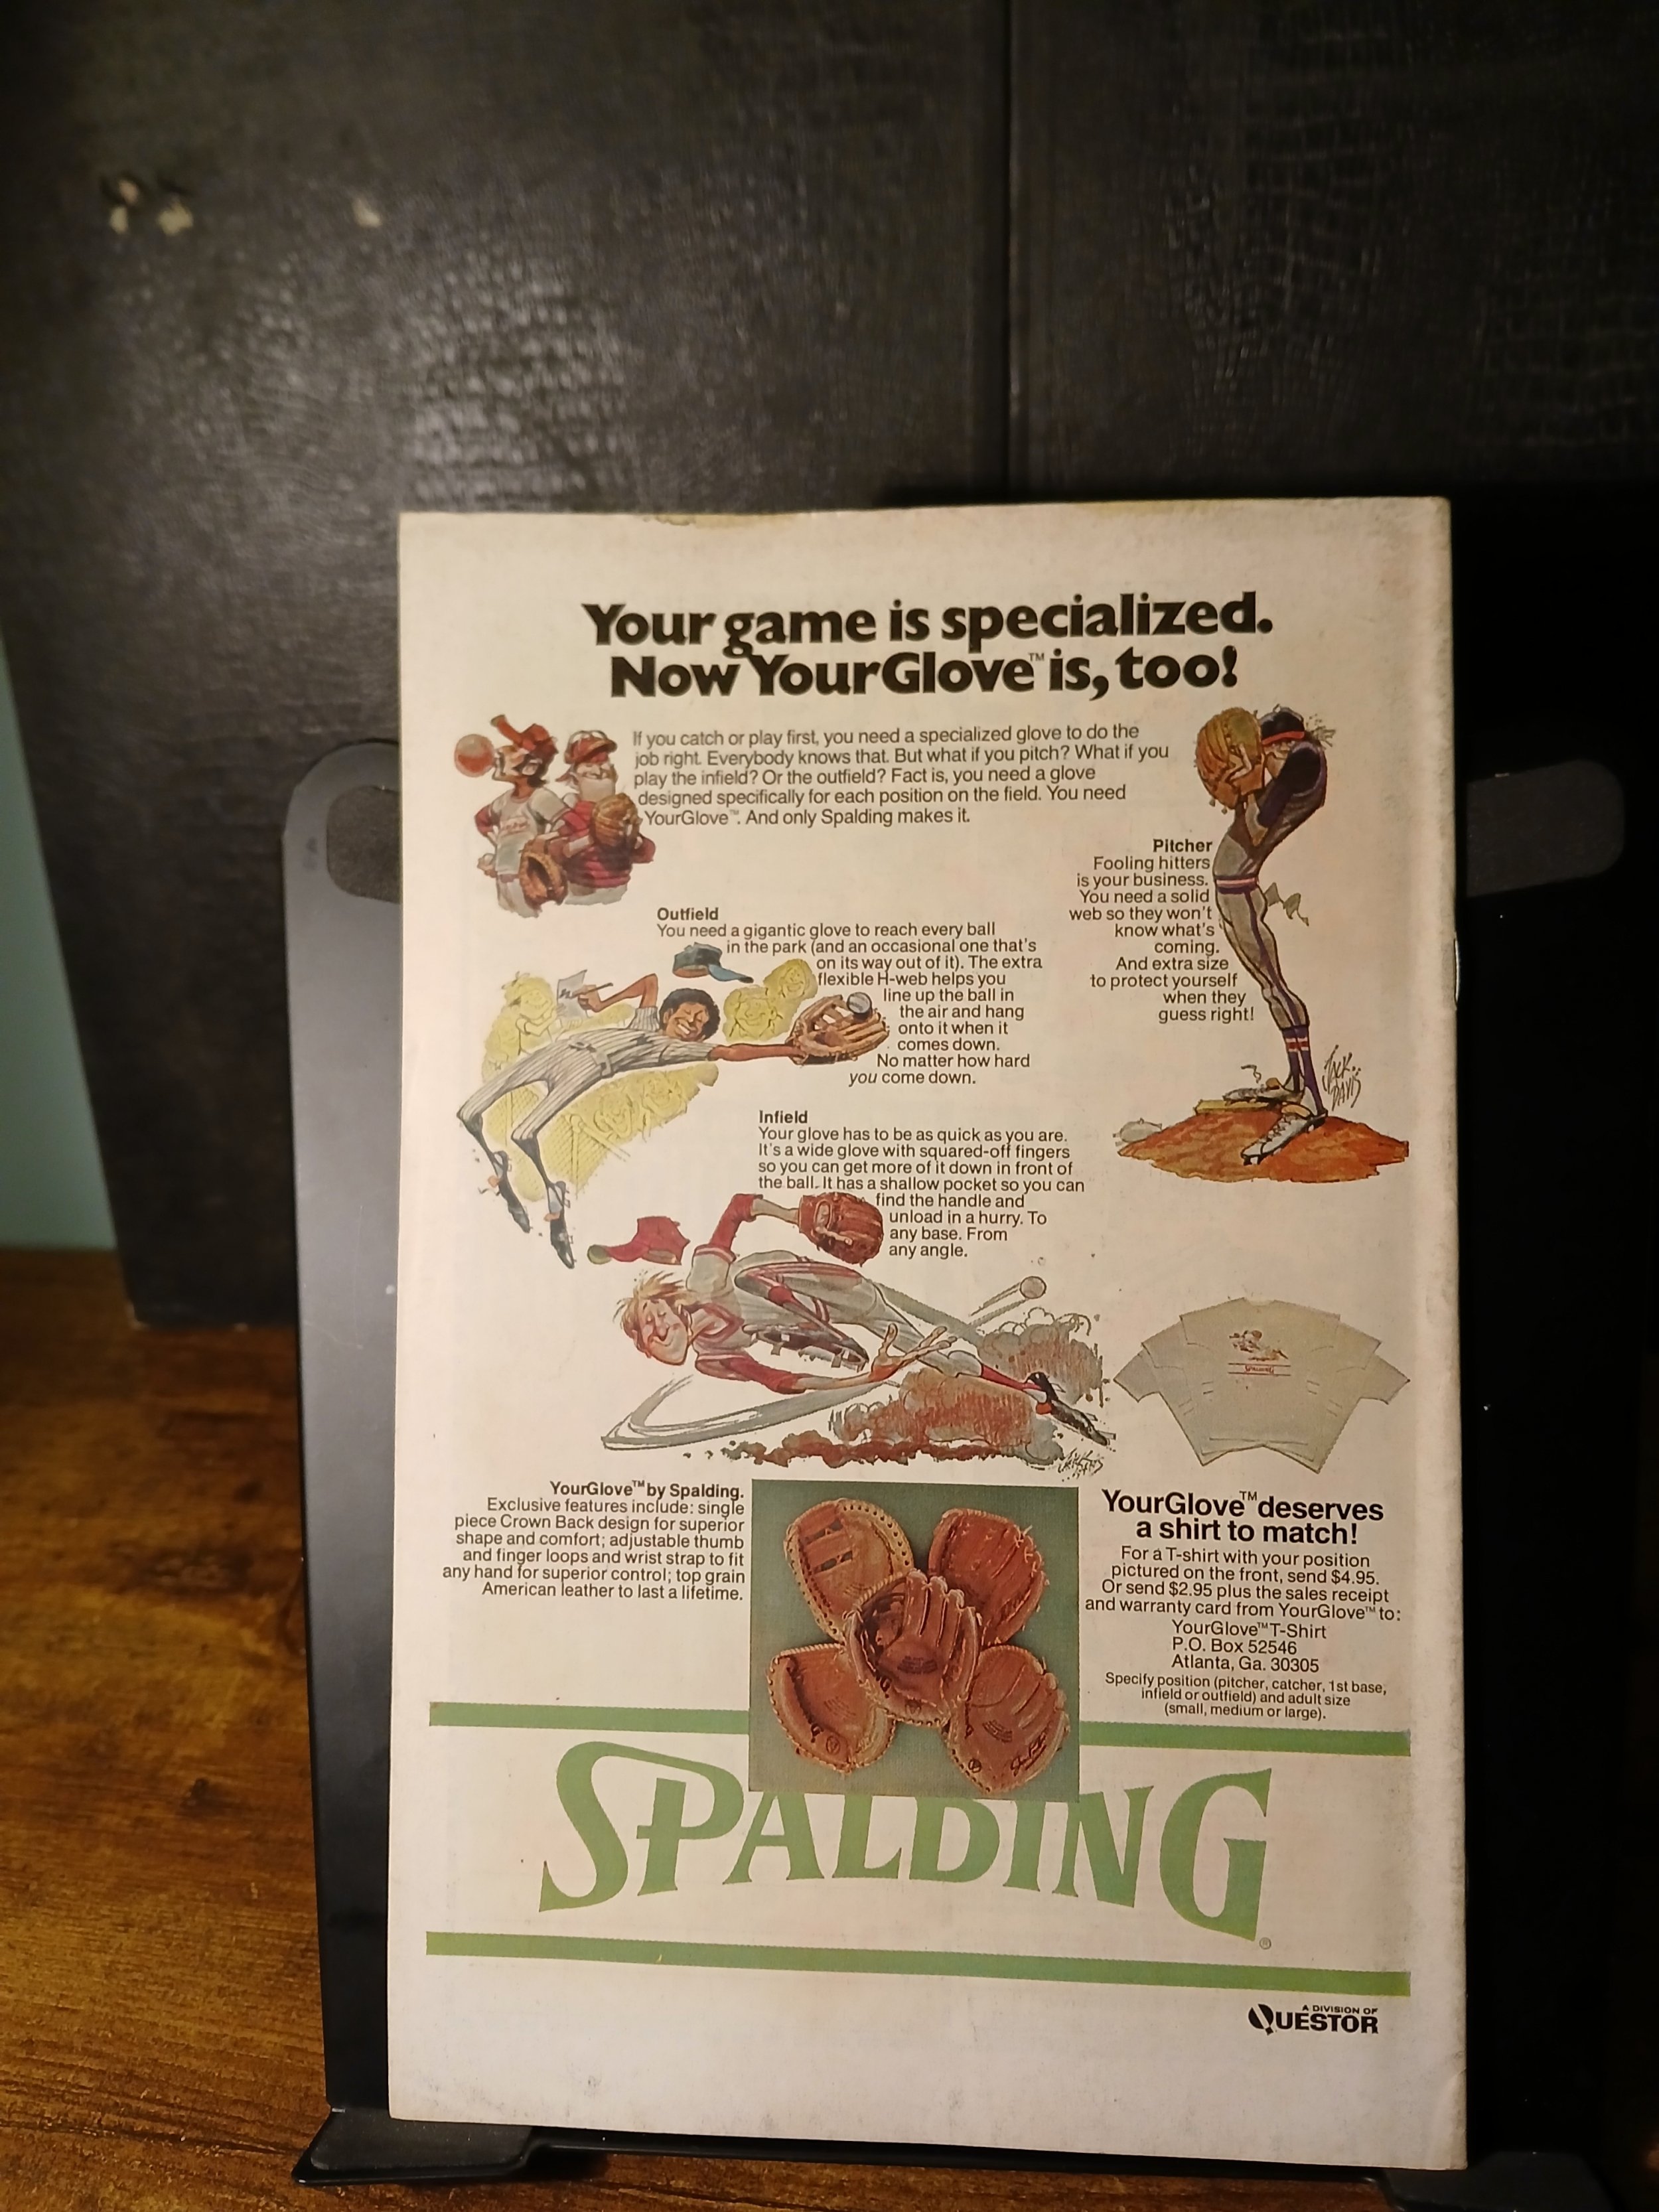 Your game is specialized.
Now YourGlove™ is, too!
If you catch or play first, you need a specialized glove to do the
job right. Everybody knows that. But what if you pitch? What if you
play the infield? Or the outfield? Fact is, you need a glove
designed specifically for each position on the field. You need
YourGlove™. And only Spalding makes it.
Pitcher
Fooling hitters
is your business.
You need a solid
web so they won't
know what's
coming.
And extra size
to protect yourself
when they
guess right!
JACK
DAVIS
Outfield
You need a gigantic glove to reach every ball
in the park (and an occasional one that's
on its way out of it). The extra
flexible H-web helps you
line up the ball in
the air and hang
onto it when it
comes down.
No matter how hard
you come down.
Infield
Your glove has to be as quick as you are.
It's a wide glove with squared-off fingers
so you can get more of it down in front of
the ball. It has a shallow pocket so you can
find the handle and
unload in a hurry. To
any base. From
any angle.
JACK DAVIS
SPALDING
YourGlove™ by Spalding.
Exclusive features include: single
piece Crown Back design for superior
shape and comfort; adjustable thumb
and finger loops and wrist strap to fit
any hand for superior control; top grain
American leather to last a lifetime.
YourGlove™ deserves
a shirt to match!
For a T-shirt with your position
pictured on the front, send $4.95.
Or send $2.95 plus the sales receipt
and warranty card from YourGlove™ to:
YourGlove™ T-Shirt
P.O. Box 52546
Atlanta, Ga. 30305
Specify position (pitcher, catcher, 1st base,
infield or outfield) and adult size
(small, medium or large).
SPALDING®
A DIVISION OF
QUESTOR